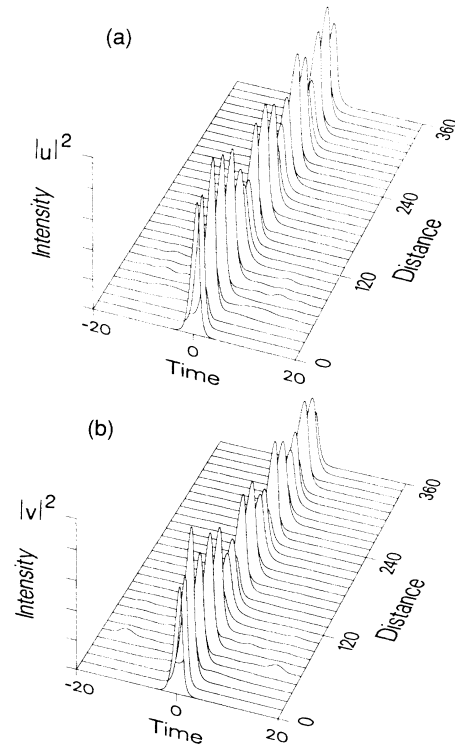 (a)
|u|²
Intensity
-20
0
20
Time
0
120
240
360
Distance
(b)
|v|²
Intensity
-20
0
20
Time
0
120
240
360
Distance